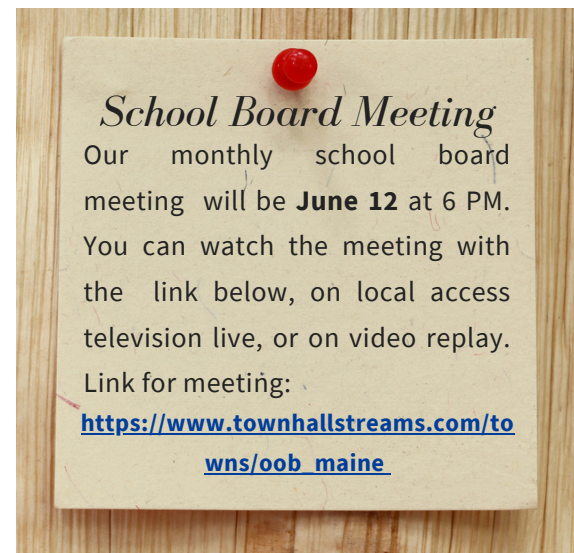 School Board Meeting
Our monthly school board
meeting will be June 12 at 6 PM.
You can watch the meeting with
the link below, on local access
television live, or on video replay.
Link for meeting:
https://www.townhallstreams.com/to
wns/oob_maine